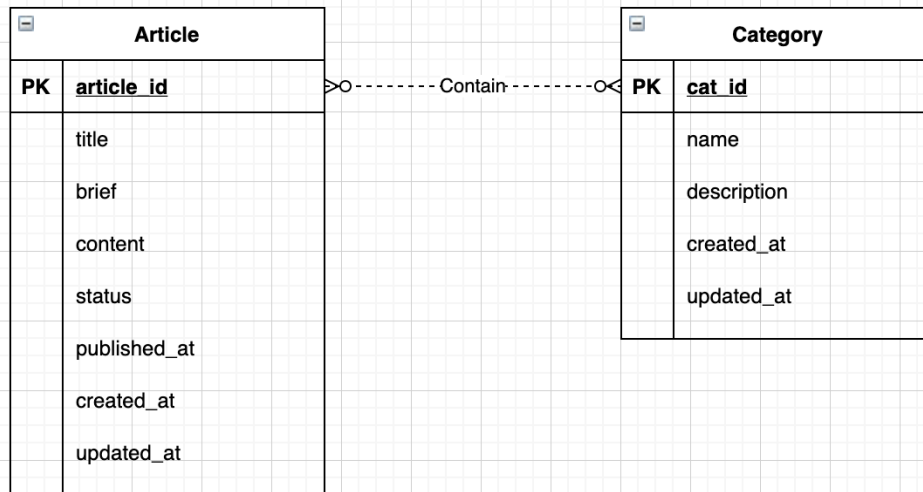 Article
PK article_id
title
brief
content
status
published_at
created_at
updated_at
Contain
Category
PK cat_id
name
description
created_at
updated_at